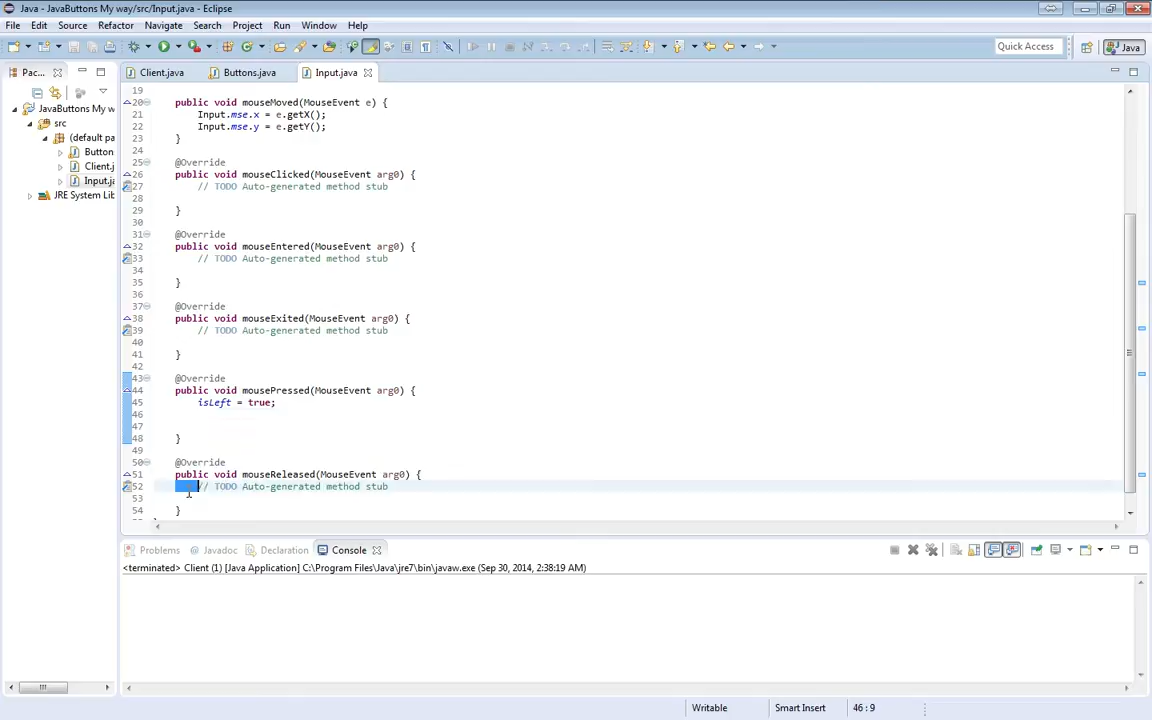 Java - JavaButtons My way/src/Input.java - Eclipse
File Edit Source Refactor Navigate Search Project Run Window Help
Quick Access Java
Pac...
Client.java Buttons.java Input.java
JavaButtons My w
src
(default pa
Button
Client.j
Input.ja
JRE System Lib
19
20 public void mouseMoved(MouseEvent e) {
21 Input.mse.x = e.getX();
22 Input.mse.y = e.getY();
23 }
24
25 @Override
26 public void mouseClicked(MouseEvent arg0) {
27 // TODO Auto-generated method stub
28
29 }
30
31 @Override
32 public void mouseEntered(MouseEvent arg0) {
33 // TODO Auto-generated method stub
34
35 }
36
37 @Override
38 public void mouseExited(MouseEvent arg0) {
39 // TODO Auto-generated method stub
40
41 }
42
43 @Override
44 public void mousePressed(MouseEvent arg0) {
45 isLeft = true;
46
47
48 }
49
50 @Override
51 public void mouseReleased(MouseEvent arg0) {
52 // TODO Auto-generated method stub
53
54 }
Problems @ Javadoc Declaration Console
<terminated> Client (1) [Java Application] C:\Program Files\Java\jre7\bin\javaw.exe (Sep 30, 2014, 2:38:19 AM)
Writable Smart Insert 46 : 9